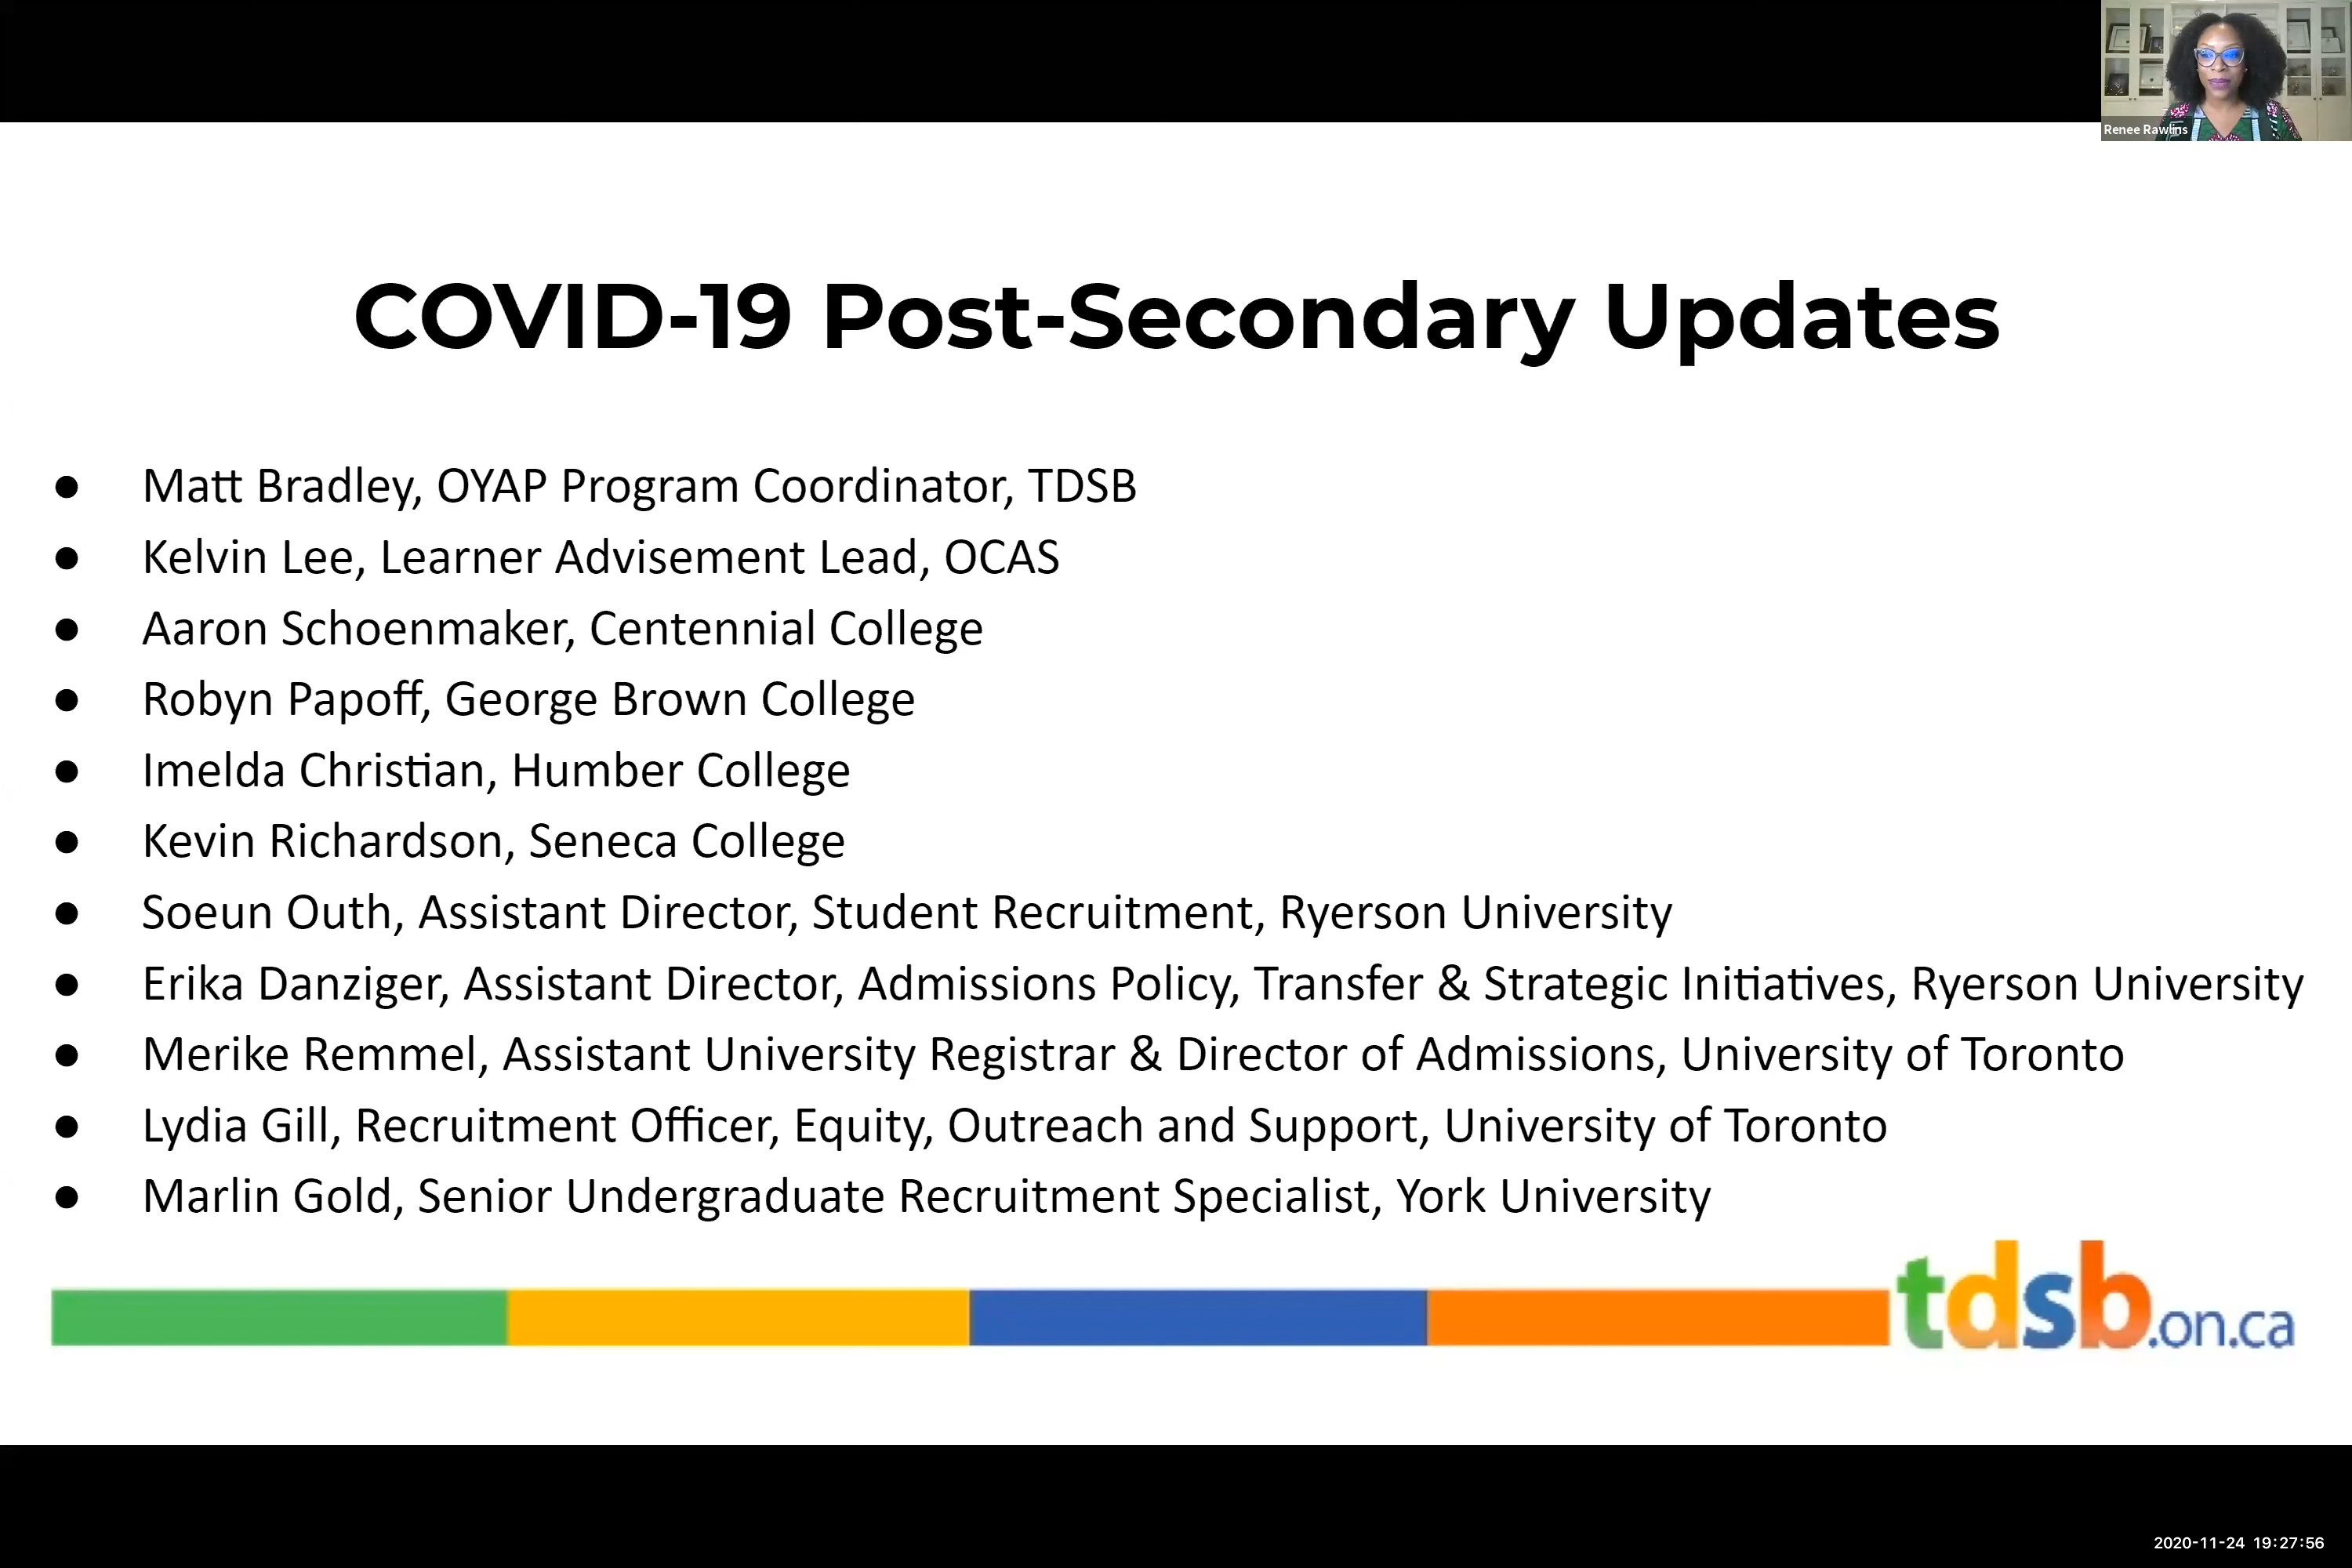 Renee Rawlins
COVID-19 Post-Secondary Updates
● Matt Bradley, OYAP Program Coordinator, TDSB
● Kelvin Lee, Learner Advisement Lead, OCAS
● Aaron Schoenmaker, Centennial College
● Robyn Papoff, George Brown College
● Imelda Christian, Humber College
● Kevin Richardson, Seneca College
● Soeun Outh, Assistant Director, Student Recruitment, Ryerson University
● Erika Danziger, Assistant Director, Admissions Policy, Transfer & Strategic Initiatives, Ryerson University
● Merike Remmel, Assistant University Registrar & Director of Admissions, University of Toronto
● Lydia Gill, Recruitment Officer, Equity, Outreach and Support, University of Toronto
● Marlin Gold, Senior Undergraduate Recruitment Specialist, York University
tdsb.on.ca
2020-11-24 19:27:56